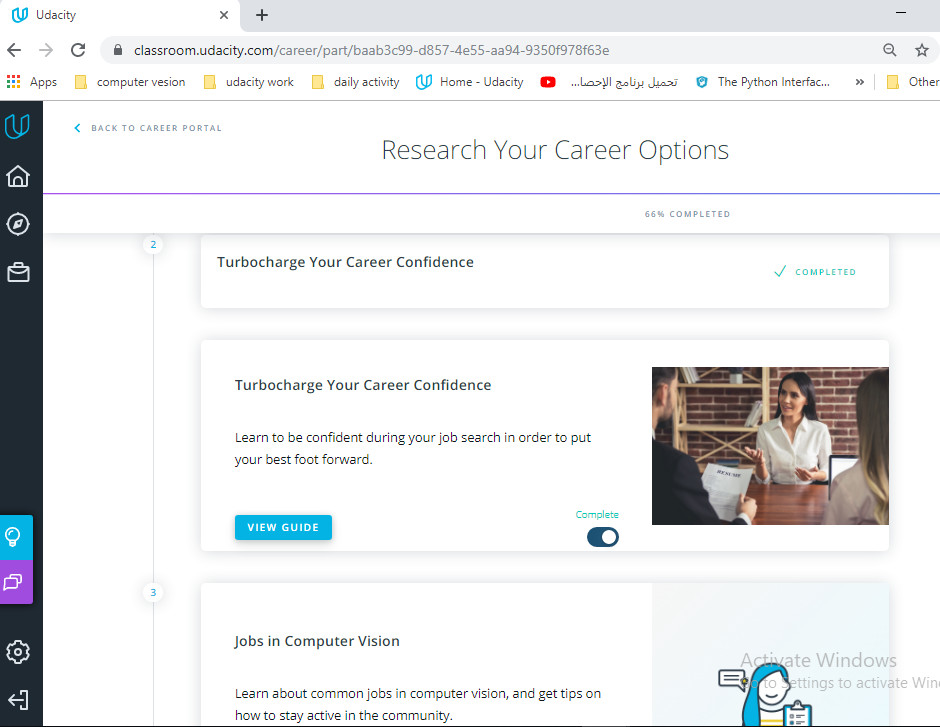 Udacity
classroom.udacity.com/career/part/baab3c99-d857-4e55-aa94-9350f978f63e
Apps computer vesion udacity work daily activity Home - Udacity تحميل برنامج الإحصا... The Python Interfac... » Other
BACK TO CAREER PORTAL
Research Your Career Options
66% COMPLETED
2
Turbocharge Your Career Confidence
COMPLETED
Turbocharge Your Career Confidence
Learn to be confident during your job search in order to put
your best foot forward.
RESUME
VIEW GUIDE
Complete
3
Jobs in Computer Vision
Learn about common jobs in computer vision, and get tips on
how to stay active in the community.
Activate Windows
Go to Settings to activate Win